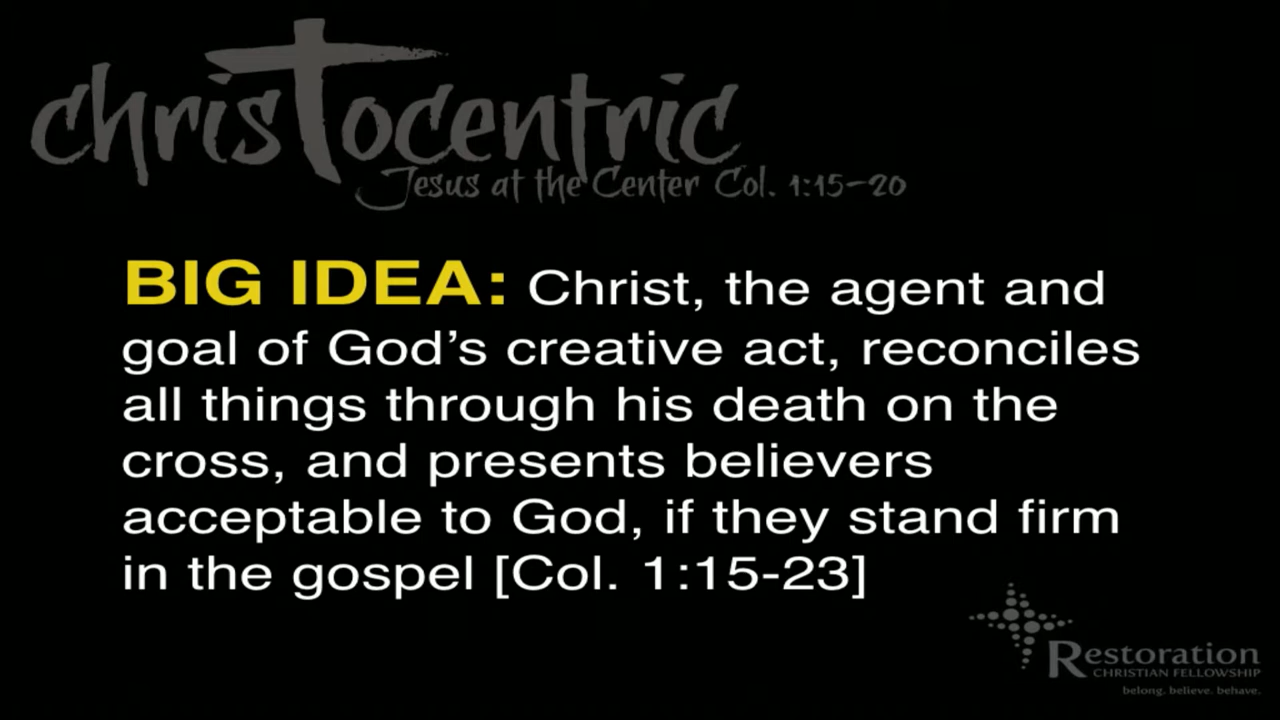 chrisTocentric
Jesus at the Center Col. 1:15-20
BIG IDEA: Christ, the agent and
goal of God's creative act, reconciles
all things through his death on the
cross, and presents believers
acceptable to God, if they stand firm
in the gospel [Col. 1:15-23]
Restoration
CHRISTIAN FELLOWSHIP
belong. believe. behave.